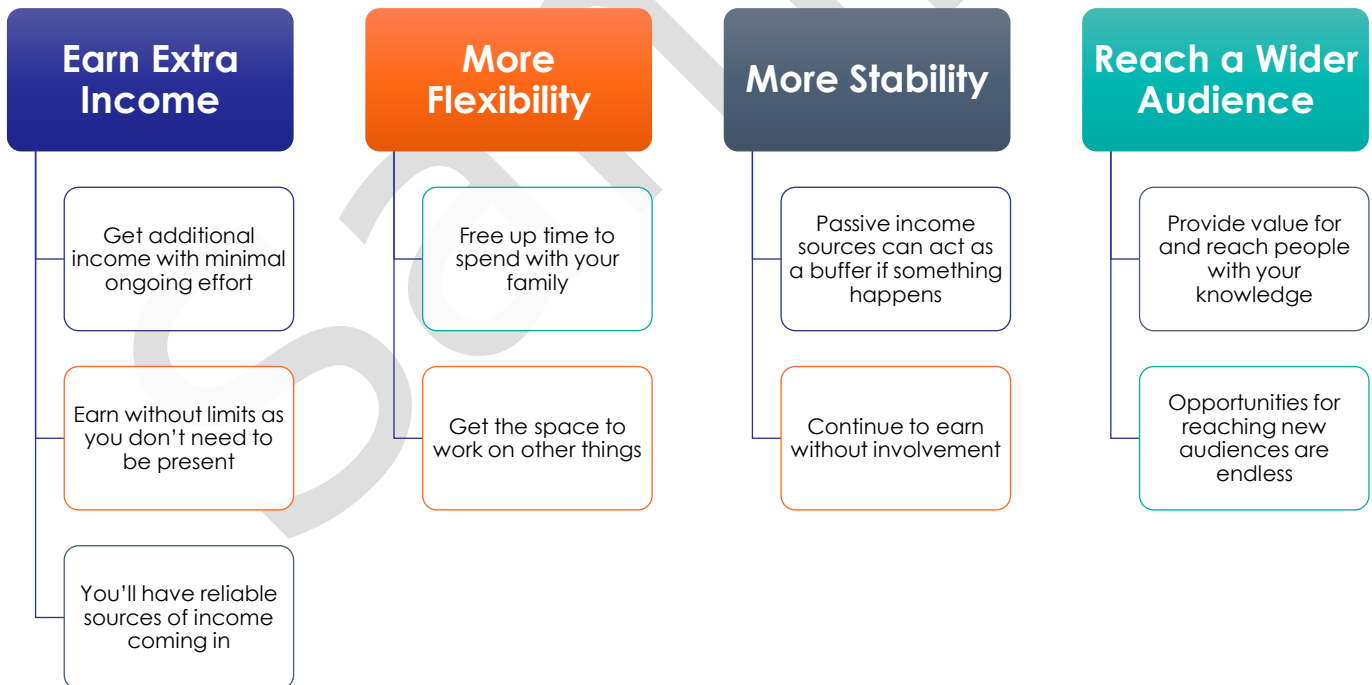 Earn Extra
Income
Get additional
income with minimal
ongoing effort
Earn without limits as
you don’t need to
be present
You’ll have reliable
sources of income
coming in
More
Flexibility
Free up time to
spend with your
family
Get the space to
work on other things
More Stability
Passive income
sources can act as
a buffer if something
happens
Continue to earn
without involvement
Reach a Wider
Audience
Provide value for
and reach people
with your
knowledge
Opportunities for
reaching new
audiences are
endless